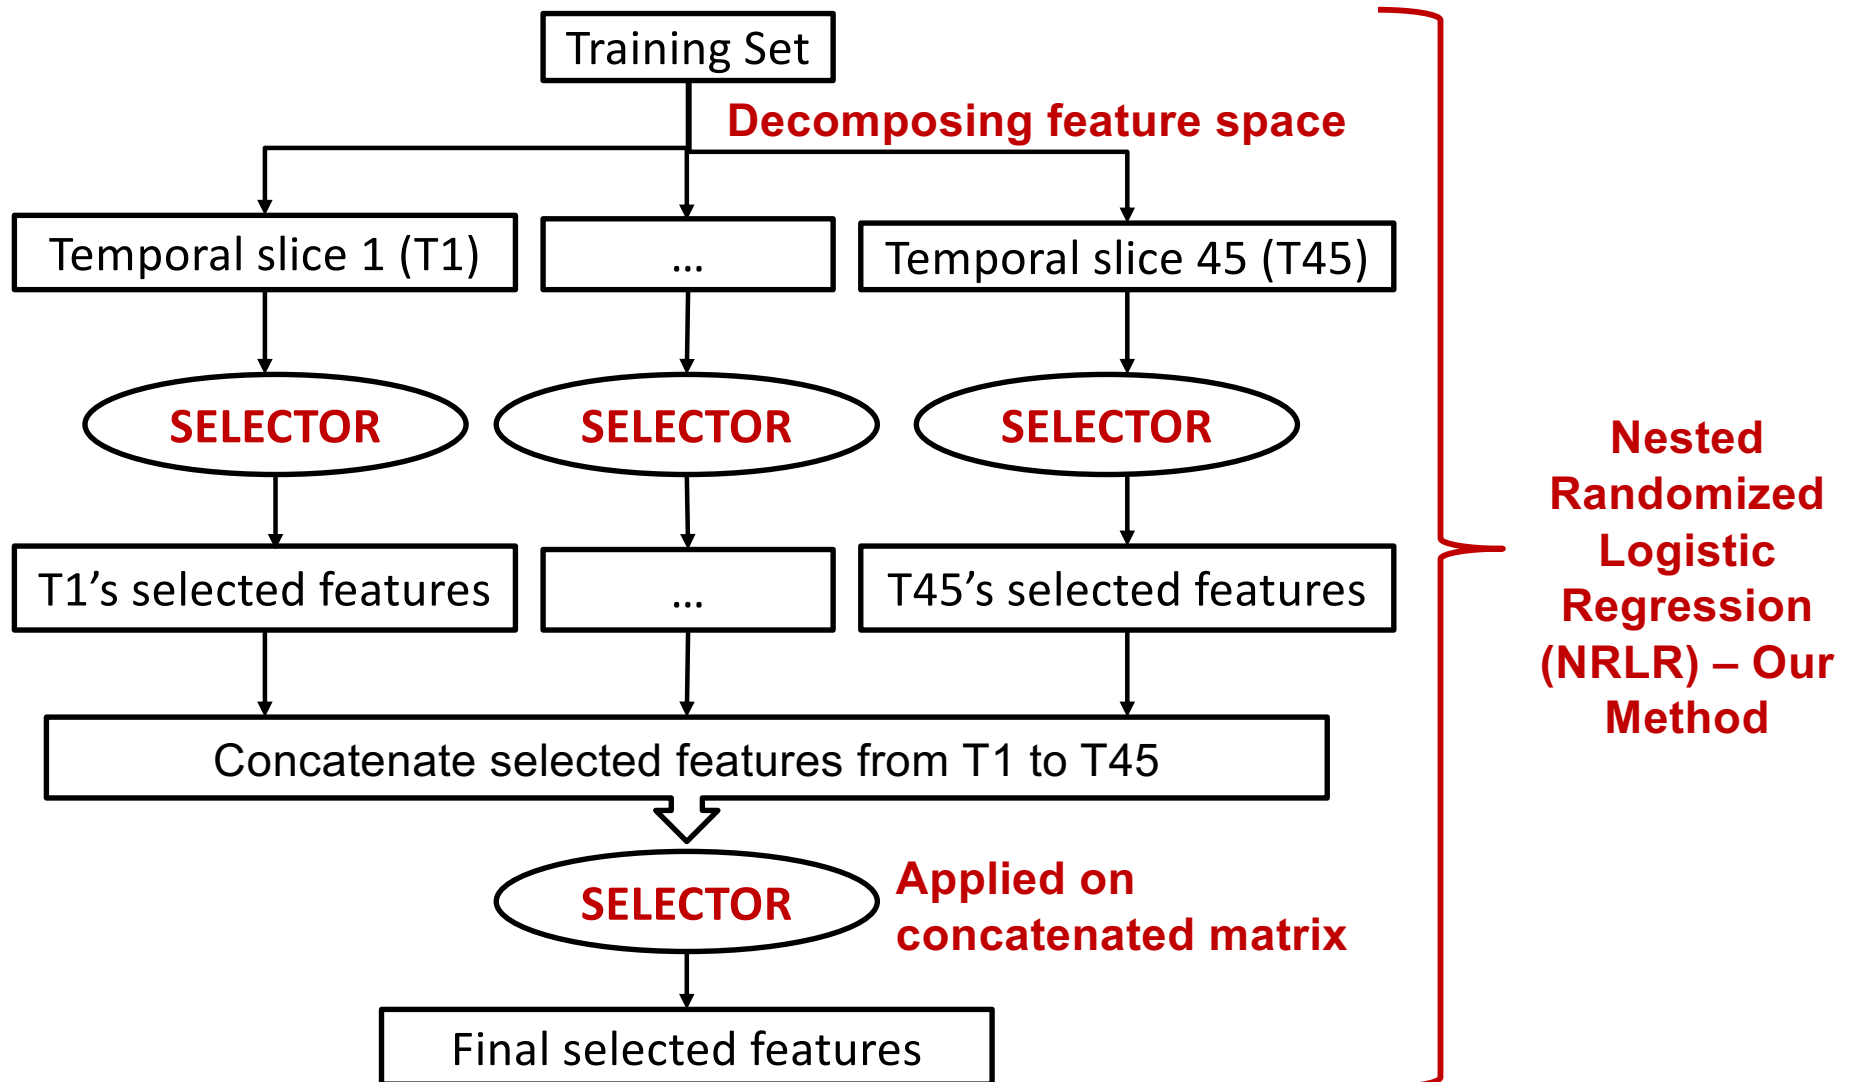 Training Set
Decomposing feature space
Temporal slice 1 (T1)
...
Temporal slice 45 (T45)
SELECTOR
SELECTOR
SELECTOR
T1’s selected features
...
T45’s selected features
Concatenate selected features from T1 to T45
SELECTOR
Applied on
concatenated matrix
Final selected features
Nested
Randomized
Logistic
Regression
(NRLR) – Our
Method